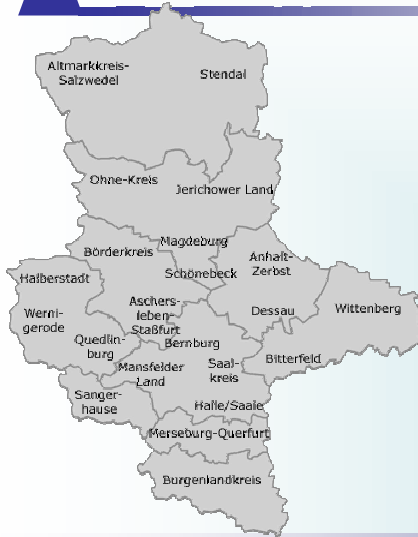 Altmarkkreis-
Salzwedel
Stendal
Ohne-Kreis
Jerichower Land
Magdeburg
Börderkreis
Anhalt-
Zerbst
Schönebeck
Halberstadt
Aschers-
leben-
Staßfurt
Werni-
gerode
Dessau
Wittenberg
Quedlin-
burg
Bernburg
Bitterfeld
Mansfelder
Land
Saal-
kreis
Sanger-
hause
Halle/Saale
Merseburg-Querfurt
Burgenlandkreis